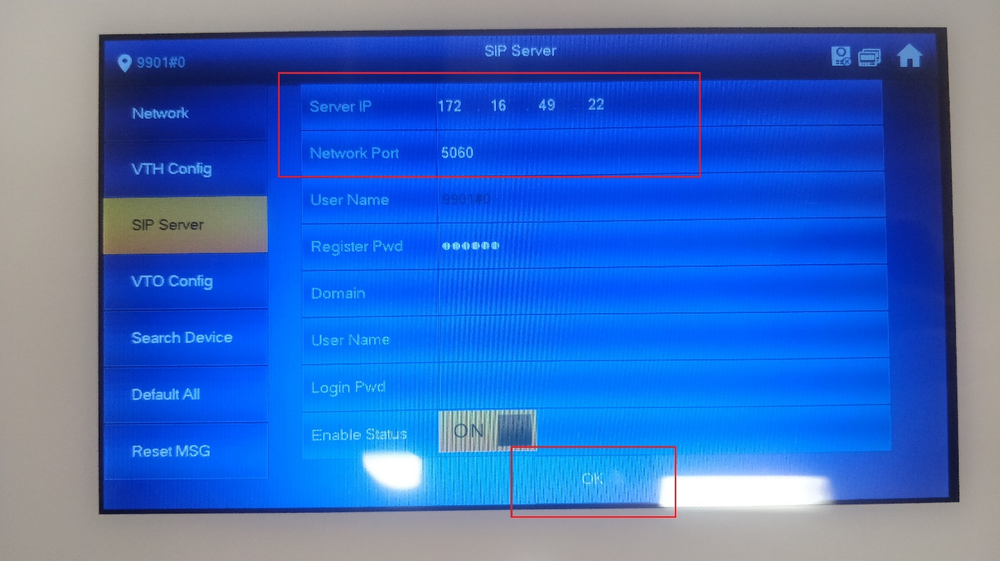 9901#0
SIP Server
Network
VTH Config
SIP Server
VTO Config
Search Device
Default All
Reset MSG
Server IP 172 . 16 . 49 . 22
Network Port 5060
User Name 9901#0
Register Pwd ●●●●●●
Domain
User Name
Login Pwd
Enable Status ON
OK